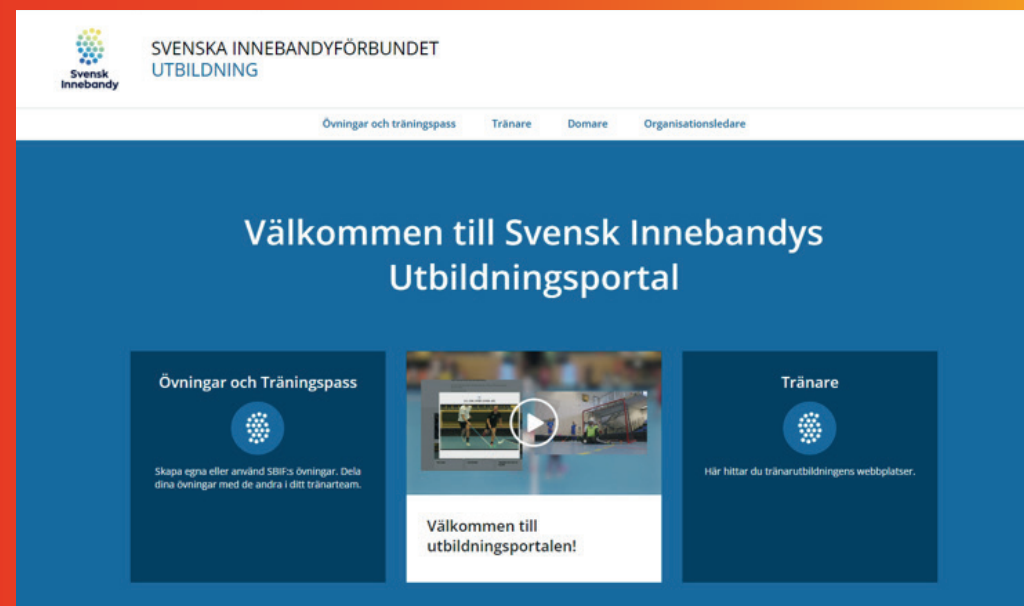 Svensk
Innebandy
SVENSKA INNEBANDYFÖRBUNDET
UTBILDNING
Övningar och träningspass
Tränare
Domare
Organisationsledare
Välkommen till Svensk Innebandys
Utbildningsportal
Övningar och Träningspass
Skapa egna eller använd SBIF:s övningar. Dela
dina övningar med de andra i ditt tränarteam.
Välkommen till
utbildningsportalen!
Tränare
Här hittar du tränarutbildningens webbplatser.